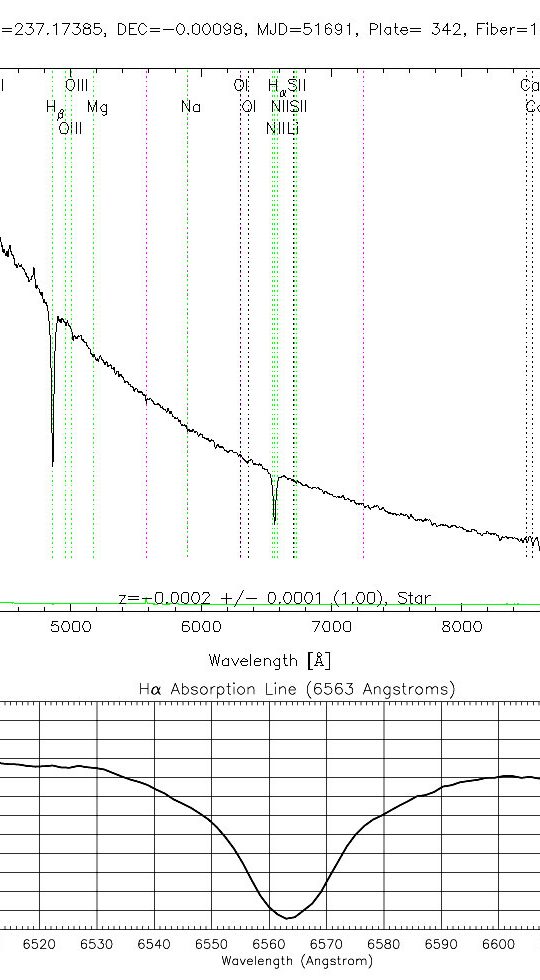 =237.17385, DEC=-0.00098, MJD=51691, Plate= 342, Fiber=1
I OIII OI Hα SII Ca
Hβ Mg Na OI NII SII Ca
OIII NII Li
z=-0.0002 +/- 0.0001 (1.00), Star
5000 6000 7000 8000
Wavelength [Å]
Hα Absorption Line (6563 Angstroms)
6520 6530 6540 6550 6560 6570 6580 6590 6600
Wavelength (Angstrom)